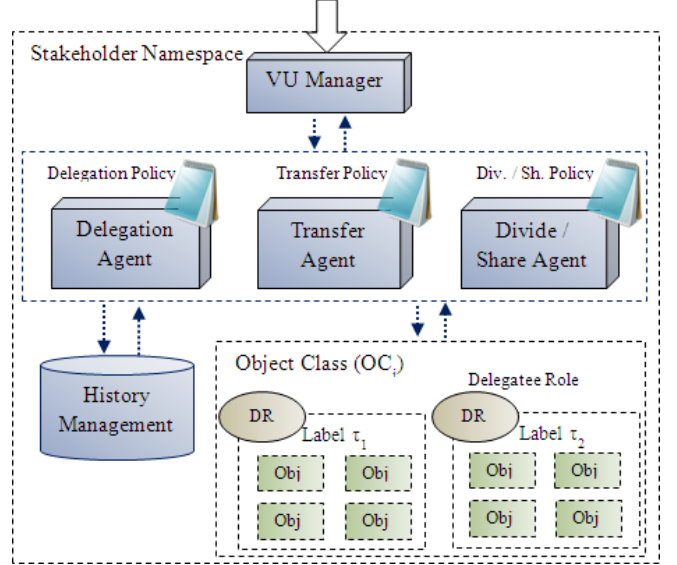 Stakeholder Namespace
VU Manager
Delegation Policy
Transfer Policy
Div. / Sh. Policy
Delegation
Agent
Transfer
Agent
Divide /
Share Agent
History
Management
Object Class (OCi)
Delegatee Role
DR
Label τ1
Obj Obj
Obj Obj
DR
Label τ2
Obj Obj
Obj Obj